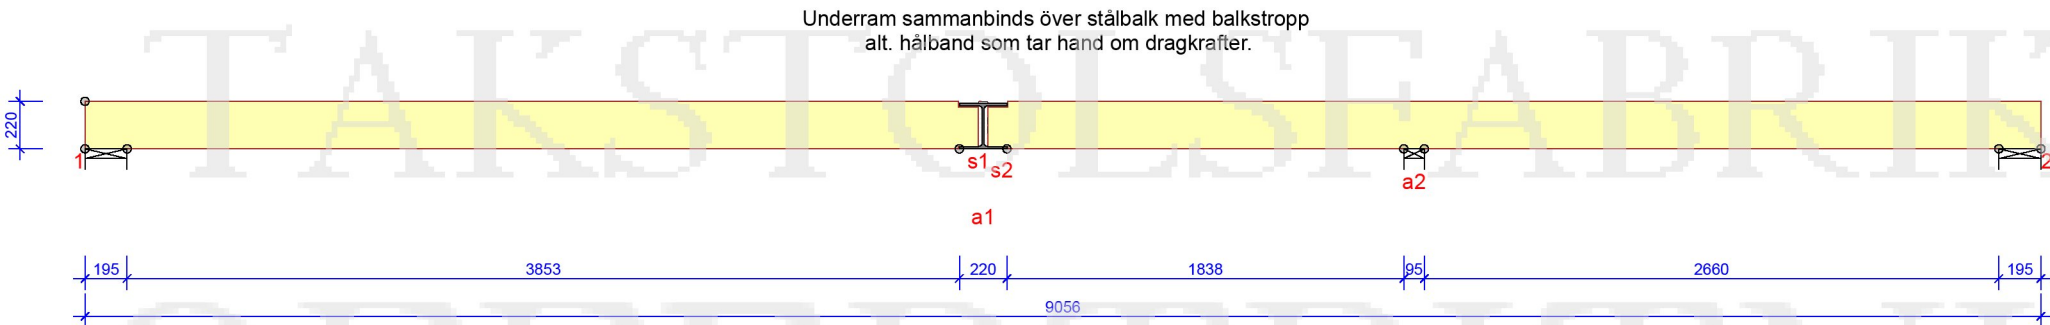 Underram sammanbinds över stålbalk med balkstropp
alt. hålband som tar hand om dragkrafter.
TAKSTOLSFABRIK
220
1
s1
s2
a2
2
a1
195 3853 220 1838 95 2660 195
9056